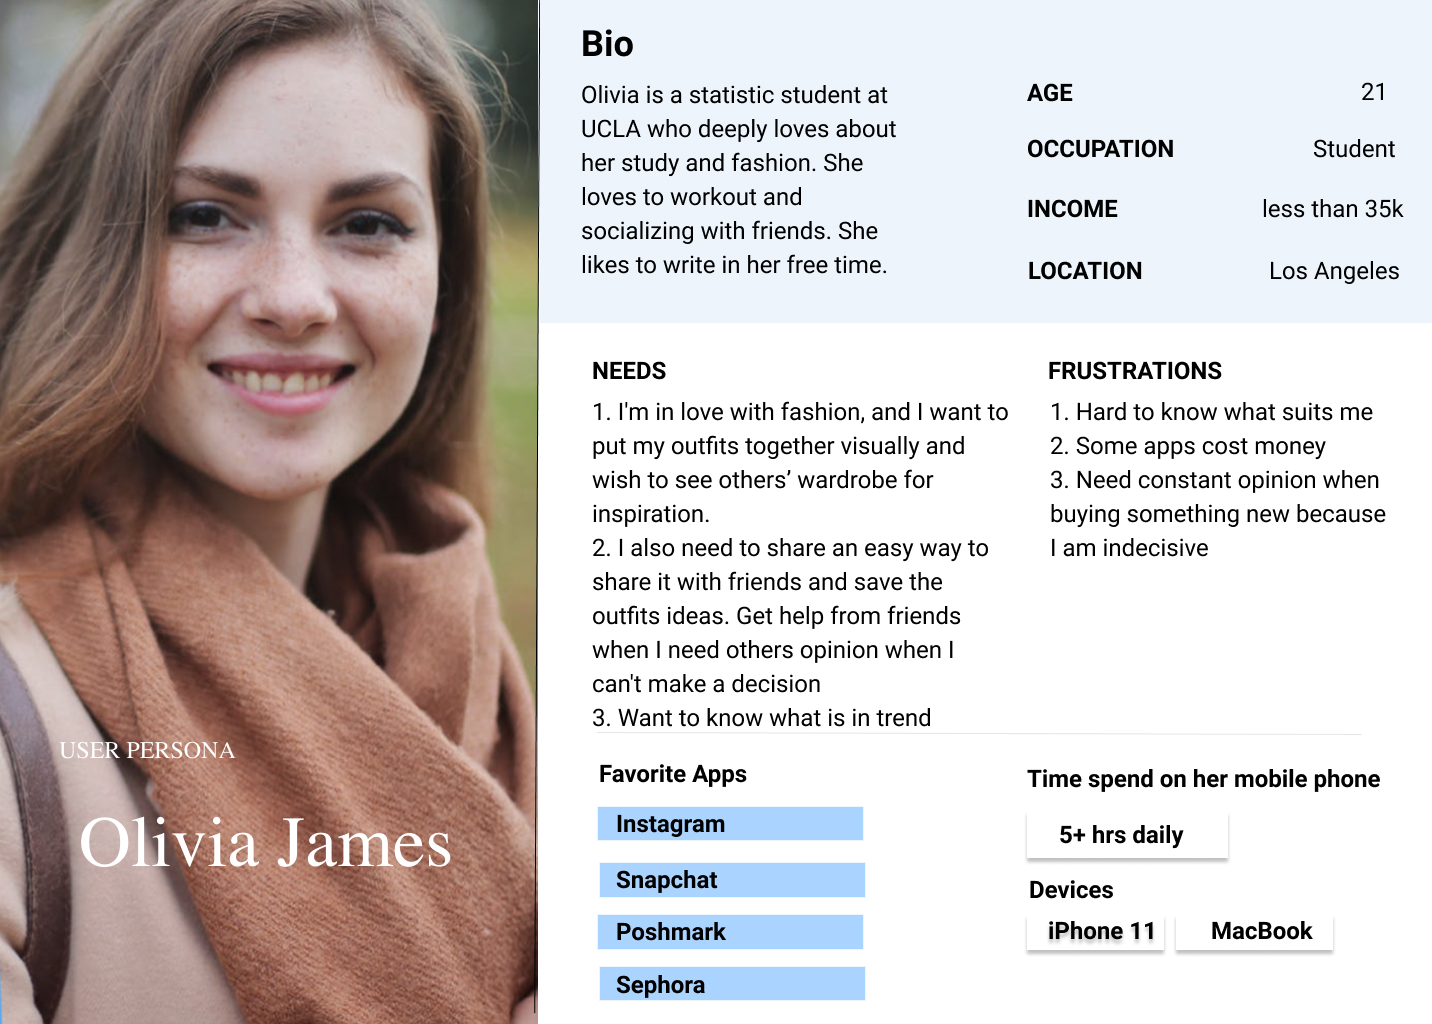 USER PERSONA
Olivia James
Bio
Olivia is a statistic student at
UCLA who deeply loves about
her study and fashion. She
loves to workout and
socializing with friends. She
likes to write in her free time.
AGE 21
OCCUPATION Student
INCOME less than 35k
LOCATION Los Angeles
NEEDS
1. I'm in love with fashion, and I want to
put my outfits together visually and
wish to see others’ wardrobe for
inspiration.
2. I also need to share an easy way to
share it with friends and save the
outfits ideas. Get help from friends
when I need others opinion when I
can't make a decision
3. Want to know what is in trend
FRUSTRATIONS
1. Hard to know what suits me
2. Some apps cost money
3. Need constant opinion when
buying something new because
I am indecisive
Favorite Apps
Instagram
Snapchat
Poshmark
Sephora
Time spend on her mobile phone
5+ hrs daily
Devices
iPhone 11 MacBook